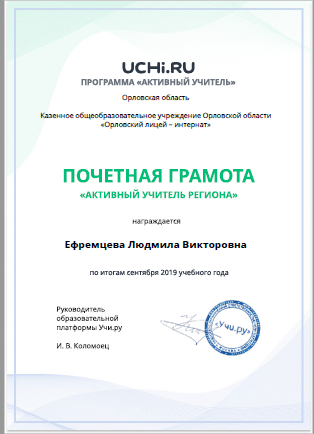 UCHi.RU
ПРОГРАММА «АКТИВНЫЙ УЧИТЕЛЬ»
Орловская область
Казенное общеобразовательное учреждение Орловской области
«Орловский лицей – интернат»
ПОЧЕТНАЯ ГРАМОТА
«АКТИВНЫЙ УЧИТЕЛЬ РЕГИОНА»
награждается
Ефремцева Людмила Викторовна
по итогам сентября 2019 учебного года
Руководитель
образовательной
платформы Учи.ру
И. В. Коломоец
«Учи.ру»